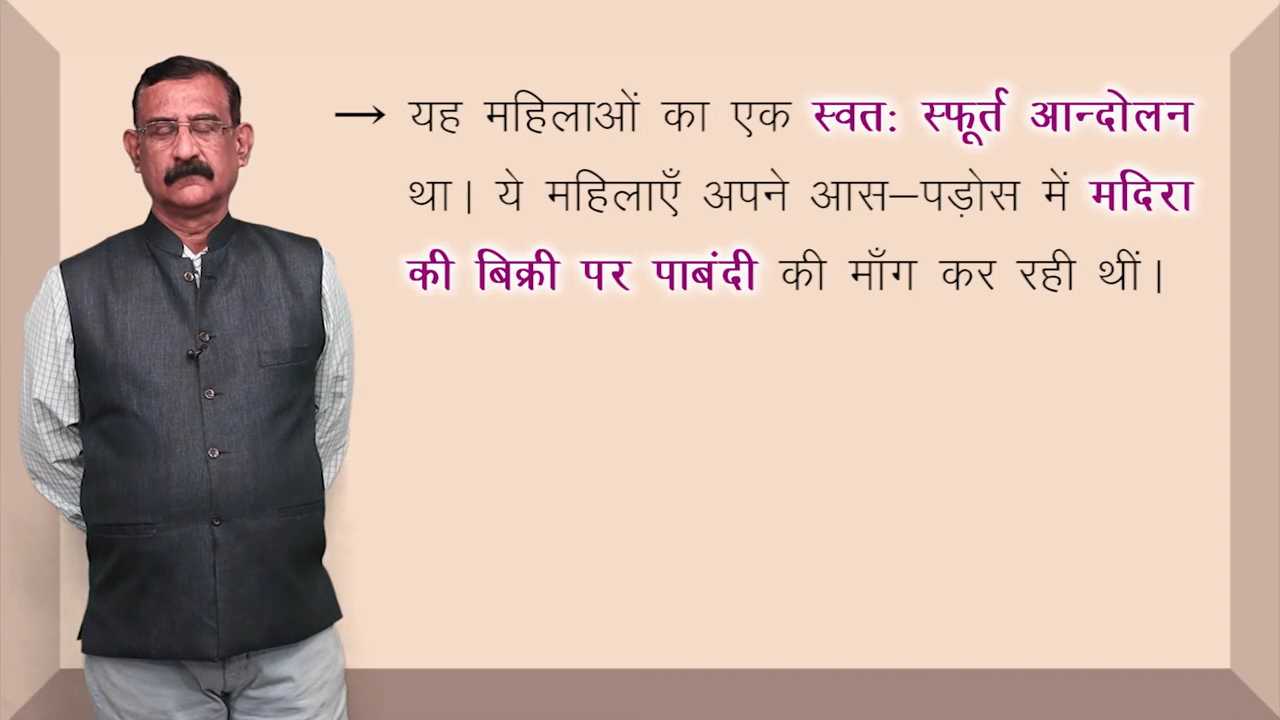 → यह महिलाओं का एक स्वतः स्फूर्त आन्दोलन
था। ये महिलाएँ अपने आस–पड़ोस में मदिरा
की बिक्री पर पाबंदी की माँग कर रही थीं।